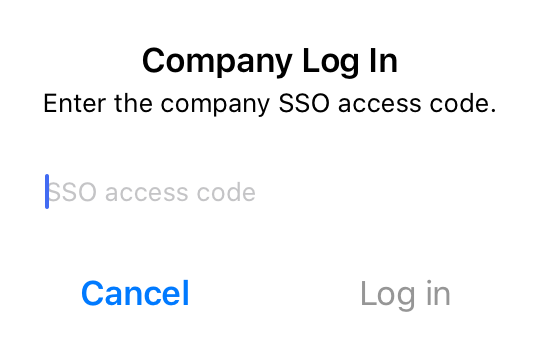 Company Log In
Enter the company SSO access code.
SSO access code
Cancel
Log in